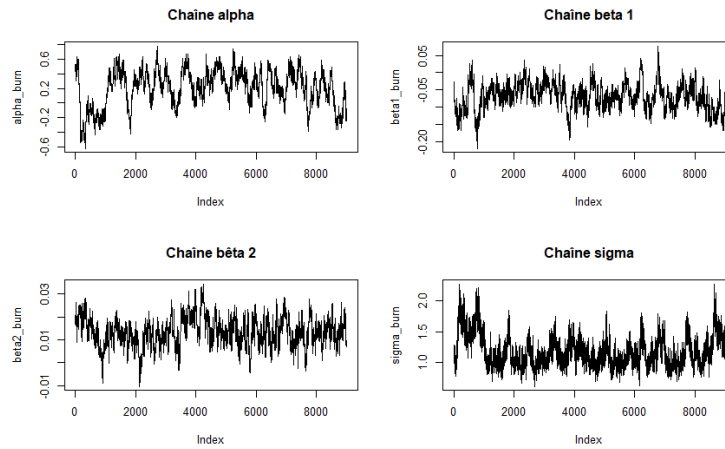 Chaîne alpha
alpha_burn
-0.6 -0.2 0.2 0.6
0 2000 4000 6000 8000
Index
Chaîne beta 1
beta1_burn
-0.20 -0.05 0.05
0 2000 4000 6000 8000
Index
Chaîne bêta 2
beta2_burn
-0.01 0.01 0.03
0 2000 4000 6000 8000
Index
Chaîne sigma
sigma_burn
1.0 1.5 2.0
0 2000 4000 6000 8000
Index